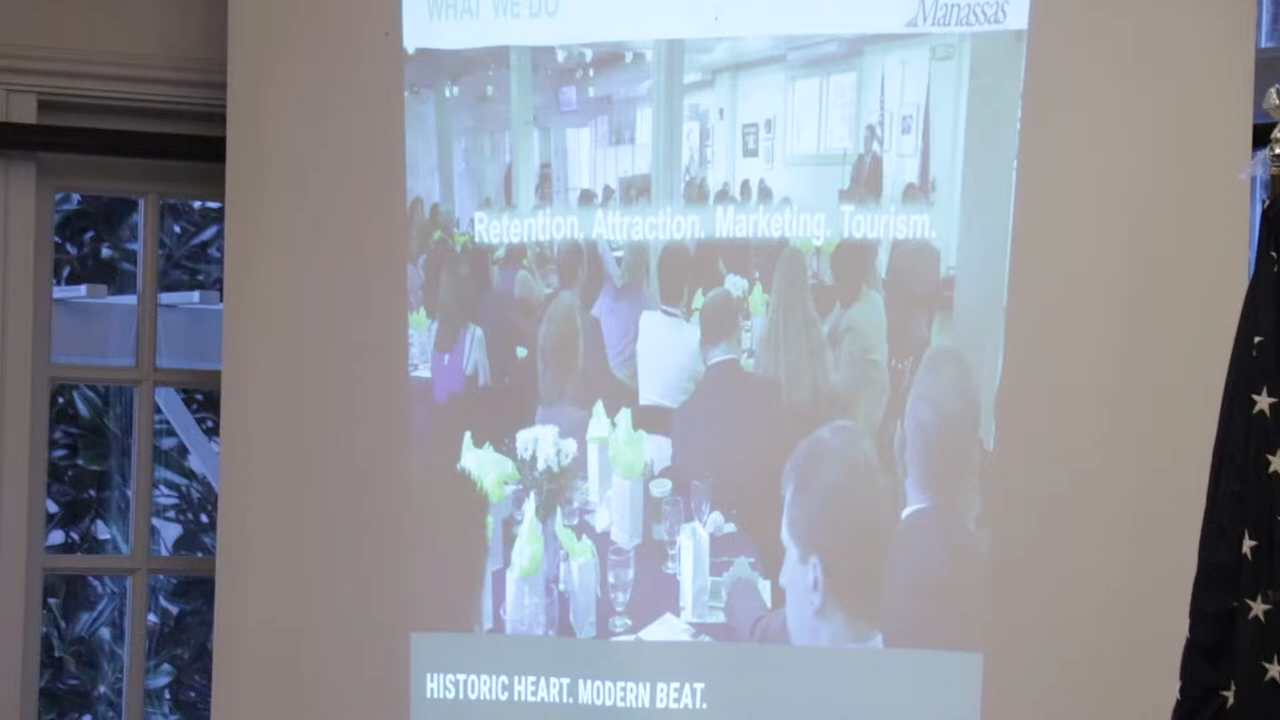 WHAT WE DO
Manassas
Retention. Attraction. Marketing. Tourism.
HISTORIC HEART. MODERN BEAT.